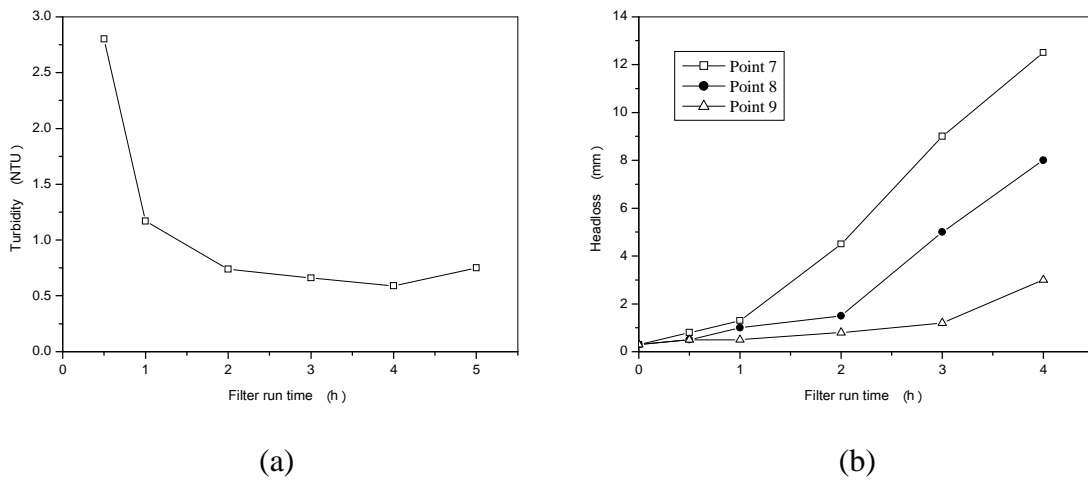 3.0
2.5
2.0
1.5
1.0
0.5
0.0
Turbidity (NTU)
0 1 2 3 4 5
Filter run time (h)
(a)
14
12
10
8
6
4
2
0
Headloss (mm)
Point 7
Point 8
Point 9
0 1 2 3 4
Filter run time (h)
(b)